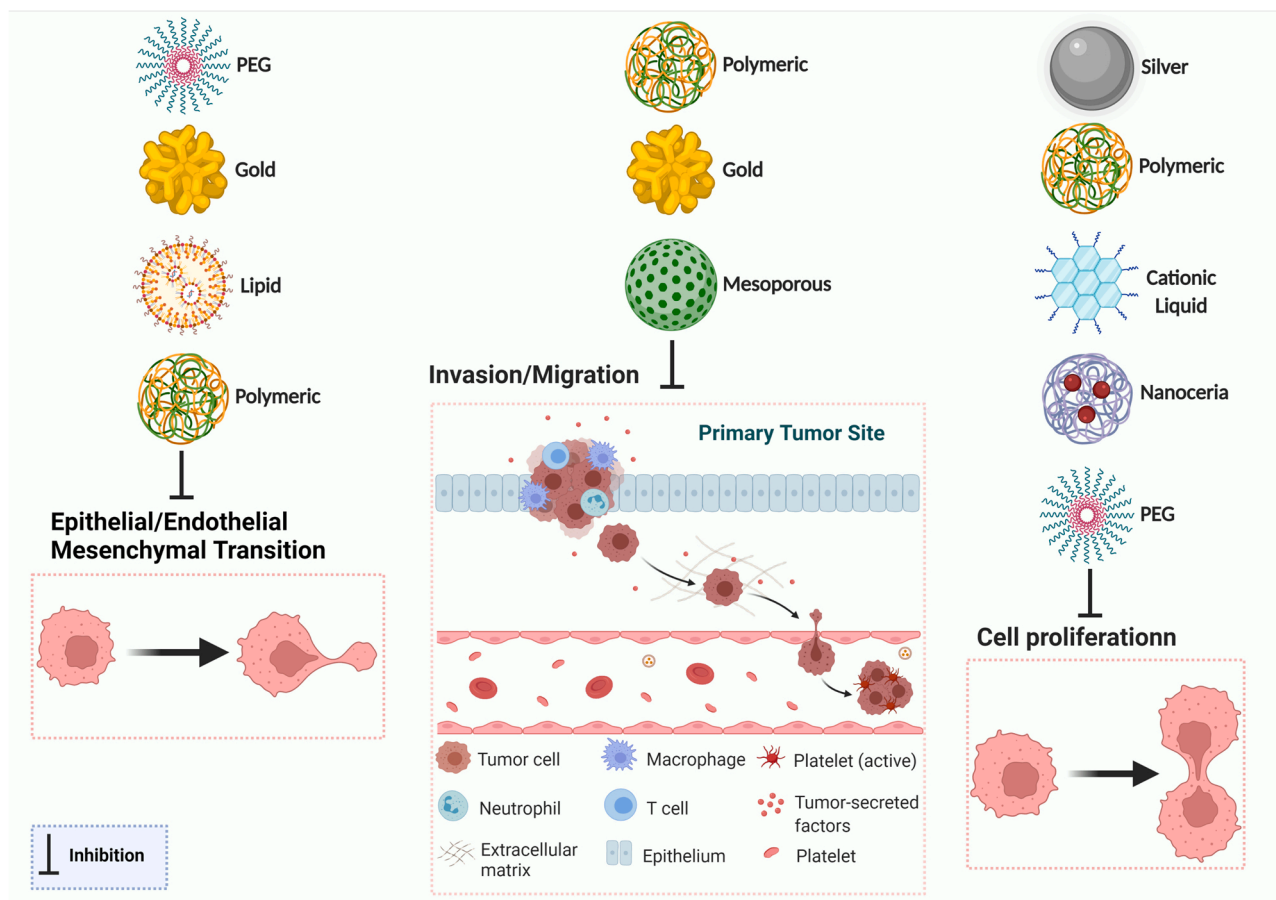 PEG
Gold
Lipid
Polymeric
Epithelial/Endothelial
Mesenchymal Transition
Inhibition
Polymeric
Gold
Mesoporous
Invasion/Migration
Primary Tumor Site
Tumor cell
Macrophage
Platelet (active)
Neutrophil
T cell
Tumor-secreted
factors
Extracellular
matrix
Epithelium
Platelet
Silver
Polymeric
Cationic
Liquid
Nanoceria
PEG
Cell proliferationn